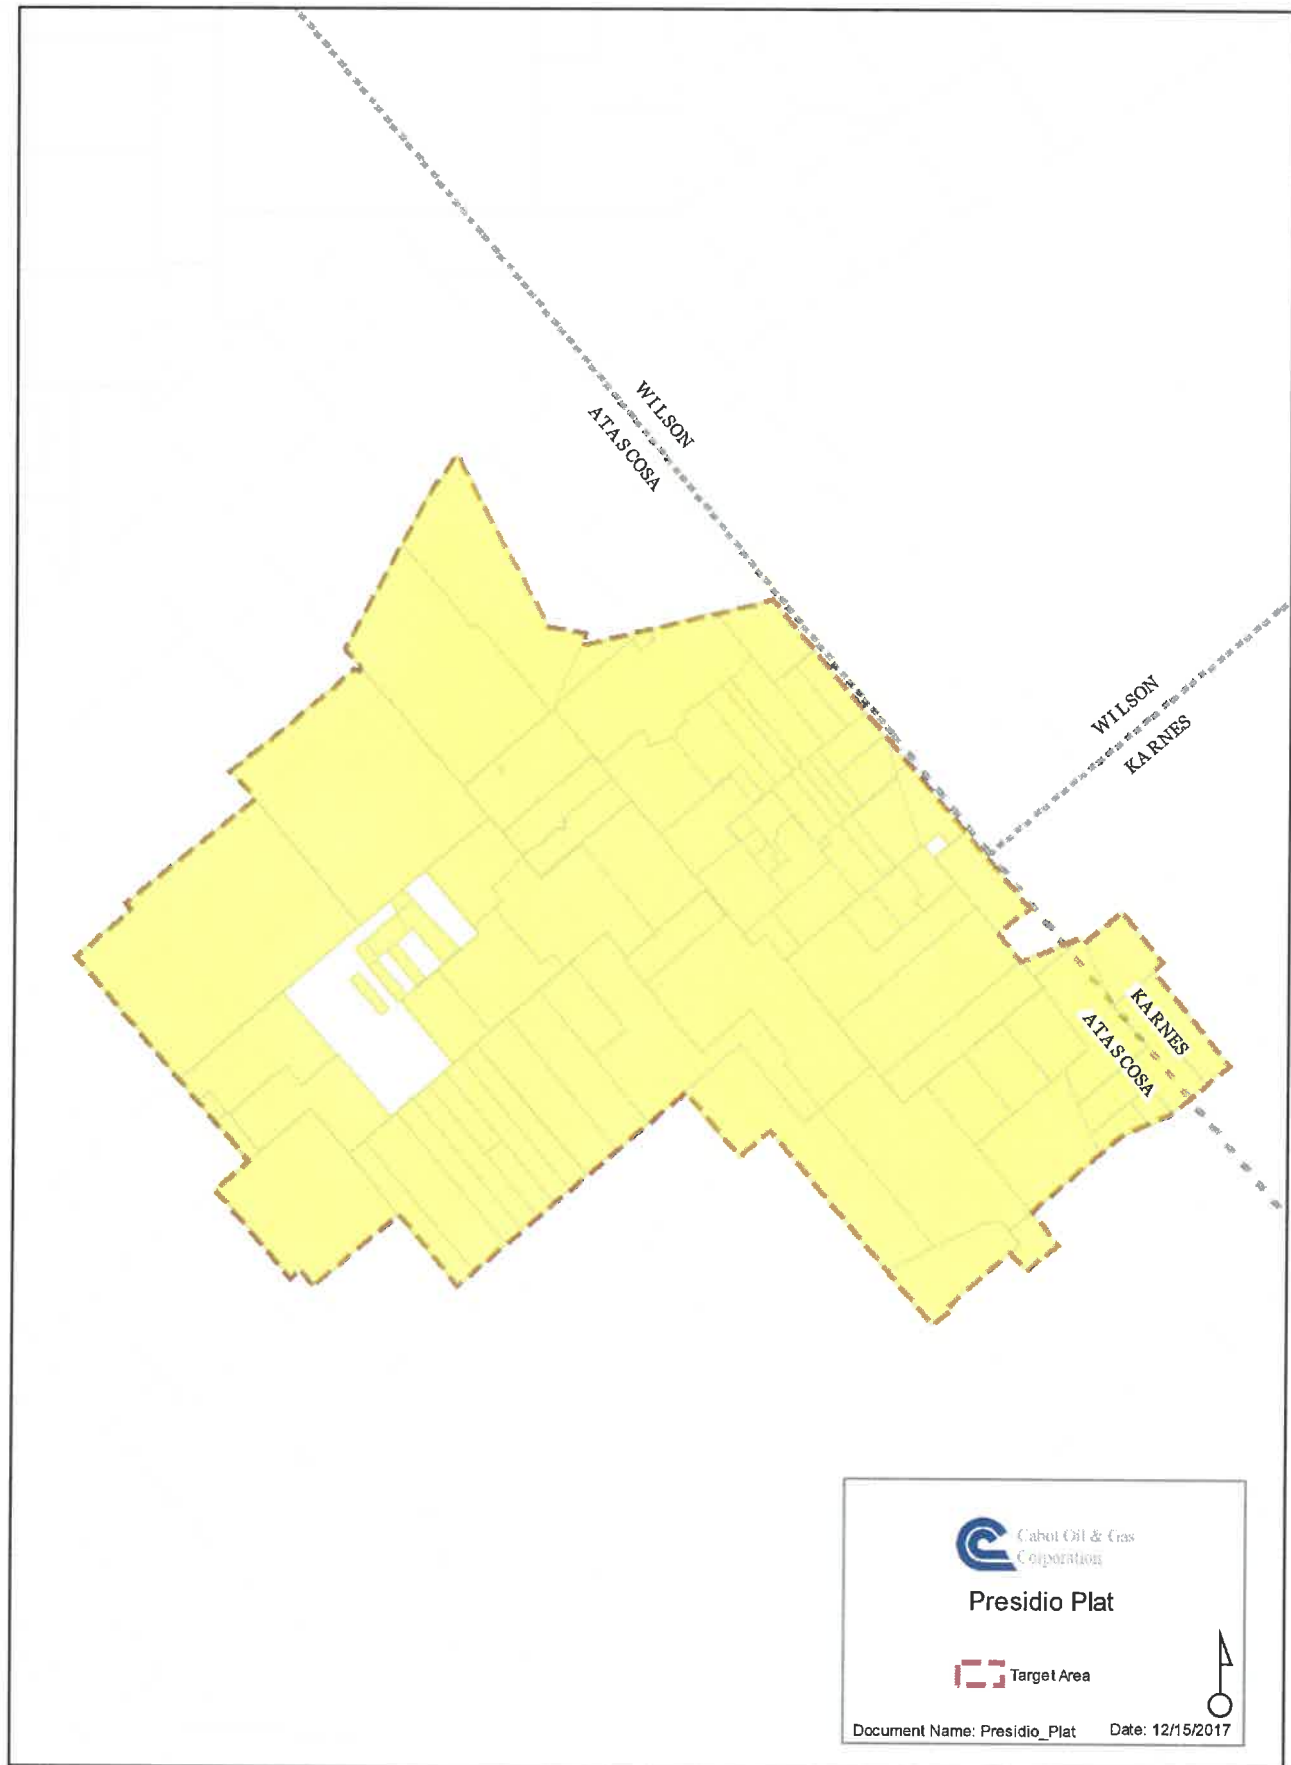 WILSON
ATASCOSA
WILSON
KARNES
KARNES
ATASCOSA
Cabot Oil & Gas
Corporation
Presidio Plat
Target Area
Document Name: Presidio_Plat Date: 12/15/2017